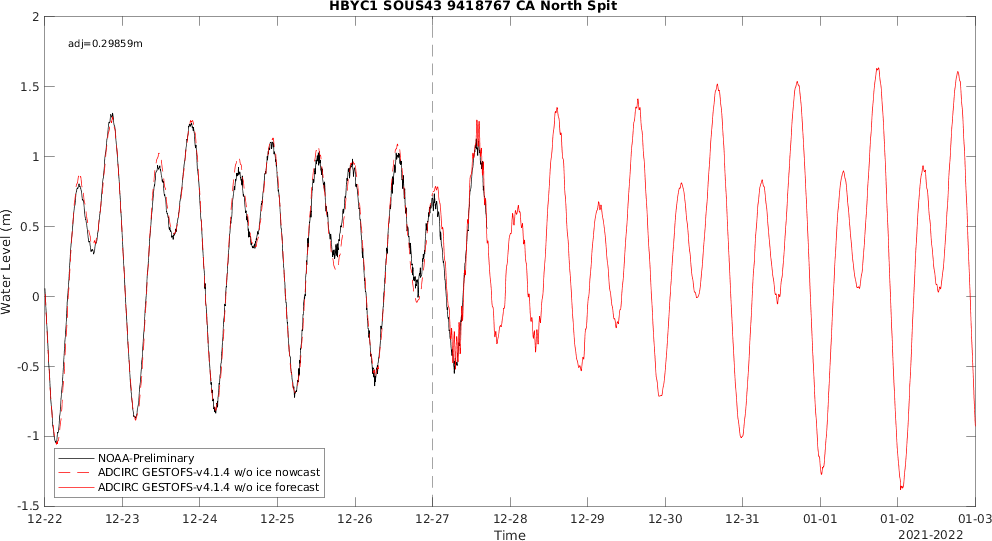 HBYC1 SOUS43 9418767 CA North Spit
adj=0.29859m
2
1.5
1
0.5
0
-0.5
-1
-1.5
Water Level (m)
NOAA-Preliminary
ADCIRC GESTOFS-v4.1.4 w/o ice nowcast
ADCIRC GESTOFS-v4.1.4 w/o ice forecast
12-22 12-23 12-24 12-25 12-26 12-27 12-28 12-29 12-30 12-31 01-01 01-02 01-03
Time
2021-2022